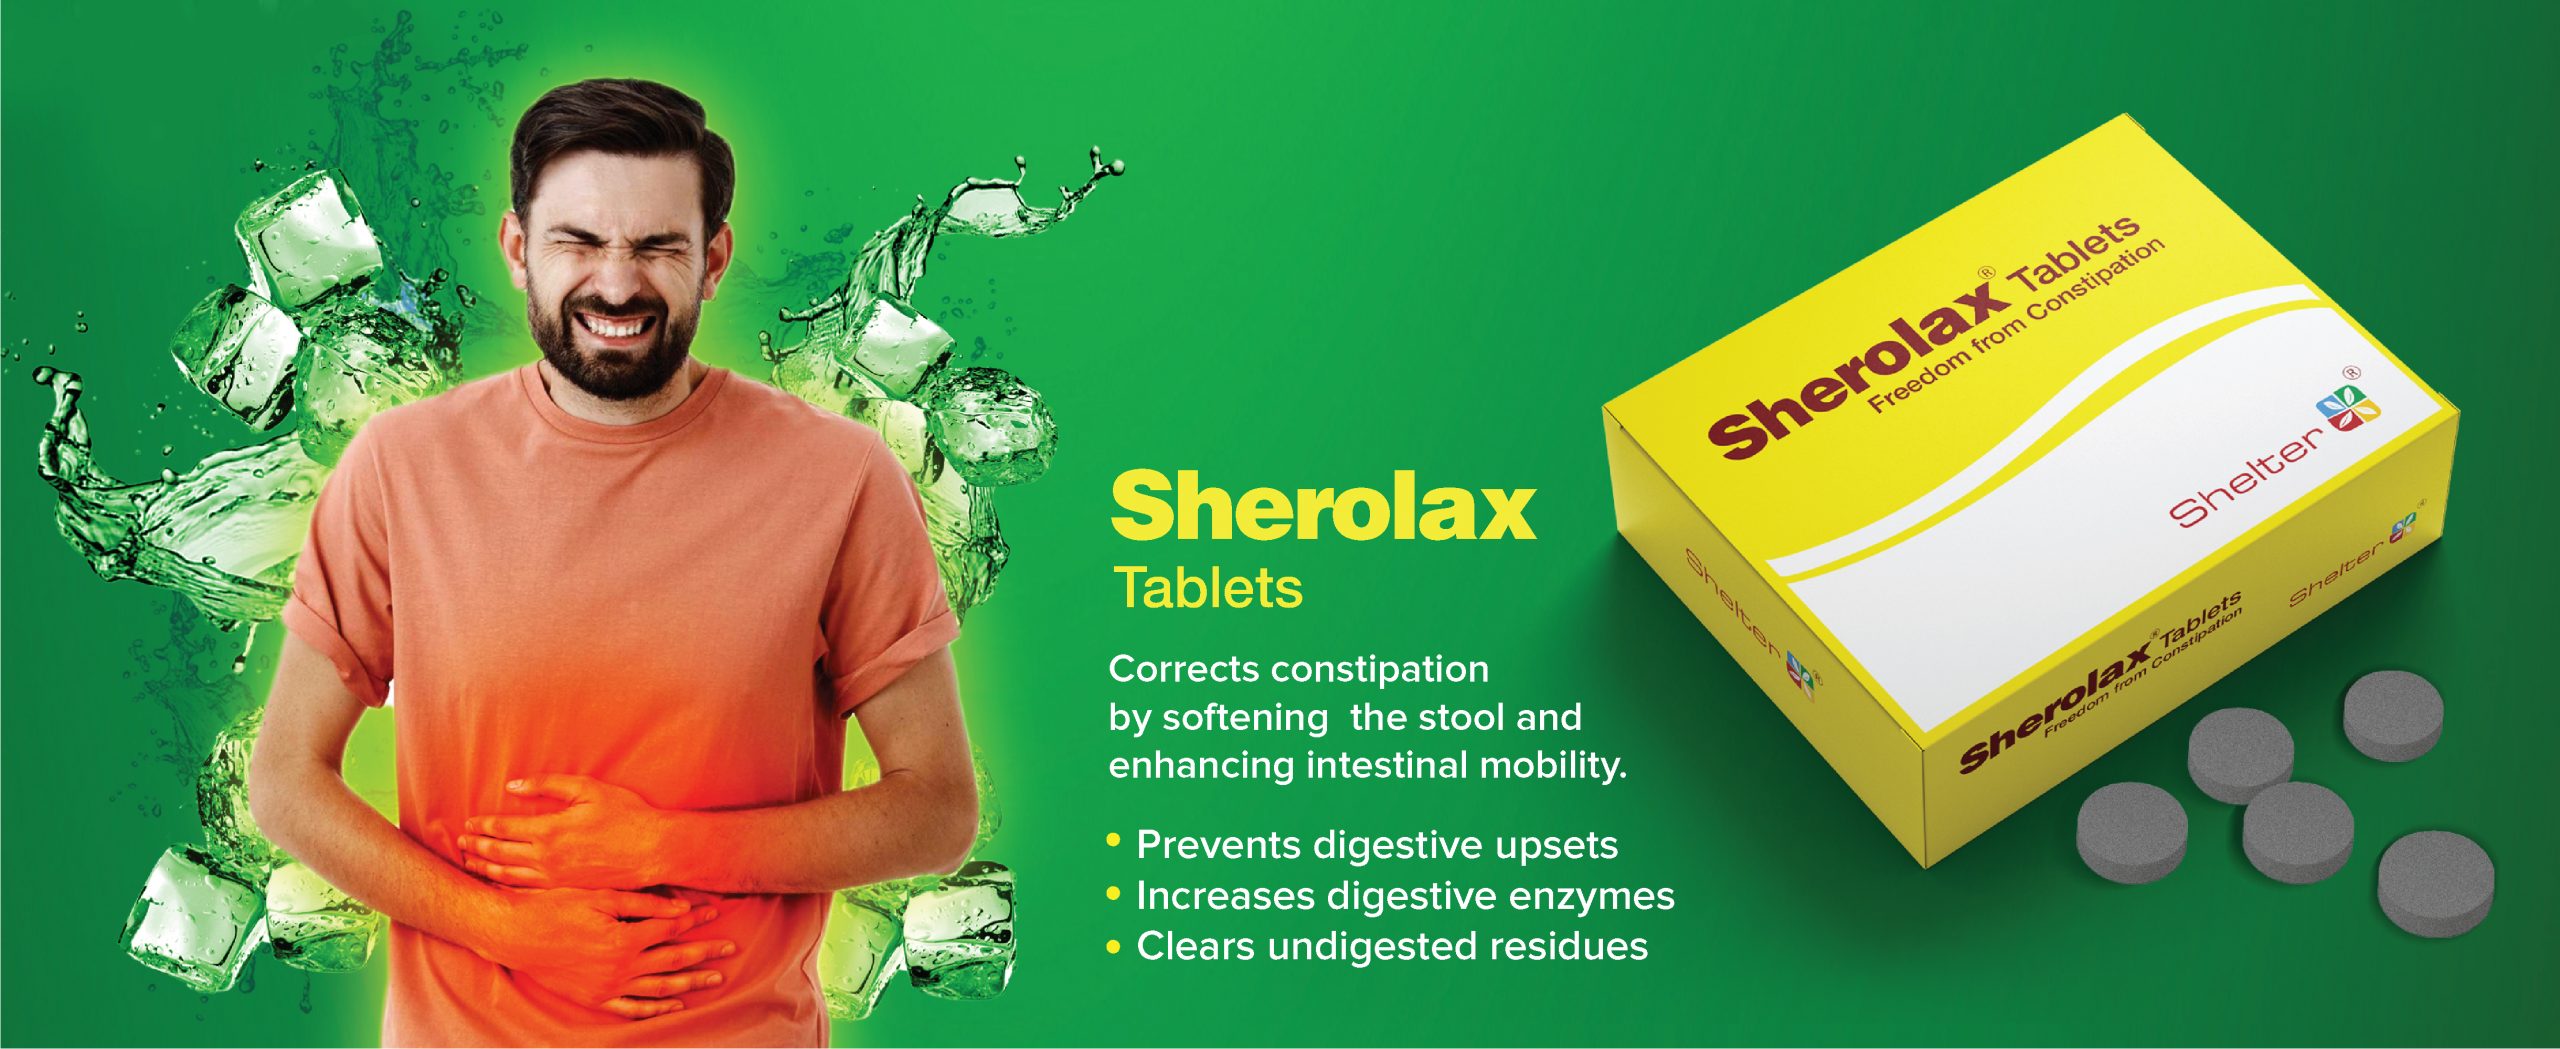 Sherolax
Tablets
Corrects constipation
by softening the stool and
enhancing intestinal mobility.
• Prevents digestive upsets
• Increases digestive enzymes
• Clears undigested residues
Sherolax® Tablets
Freedom from Constipation
Shelter®
Shelter®
Sherolax® Tablets
Freedom from Constipation
Shelter®